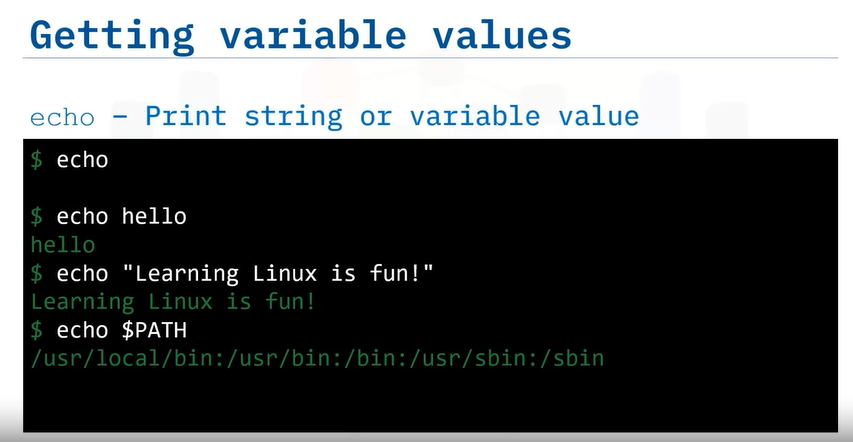 Getting variable values
echo – Print string or variable value
$ echo

$ echo hello
hello
$ echo "Learning Linux is fun!"
Learning Linux is fun!
$ echo $PATH
/usr/local/bin:/usr/bin:/bin:/usr/sbin:/sbin